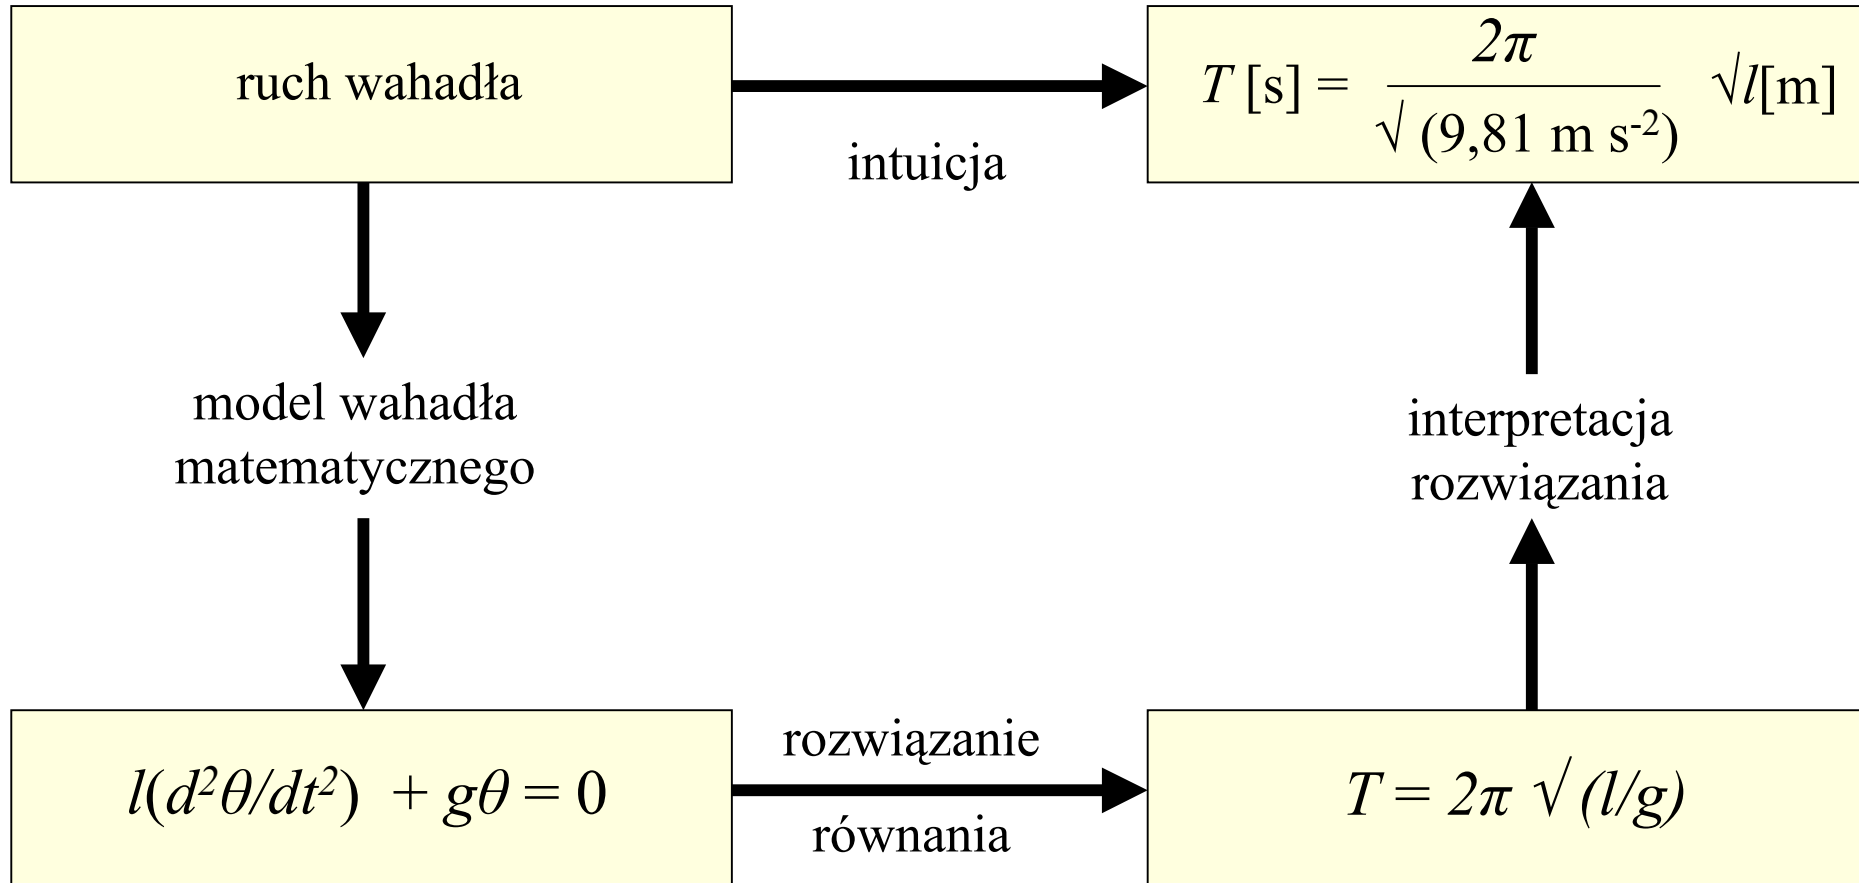 ruch wahadła
intuicja
T [s] = 2π / √ (9,81 m s⁻²) √l[m]
model wahadła
matematycznego
interpretacja
rozwiązania
l(d²θ/dt²) + gθ = 0
rozwiązanie
równania
T = 2π √ (l/g)